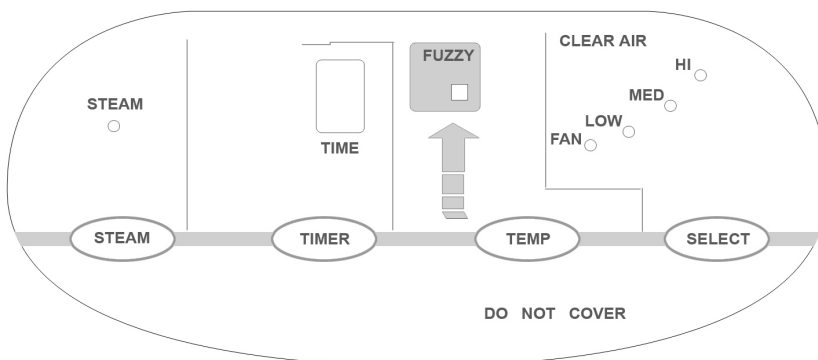 STEAM
TIME
FUZZY
CLEAR AIR
HI
MED
LOW
FAN
STEAM
TIMER
TEMP
SELECT
DO NOT COVER